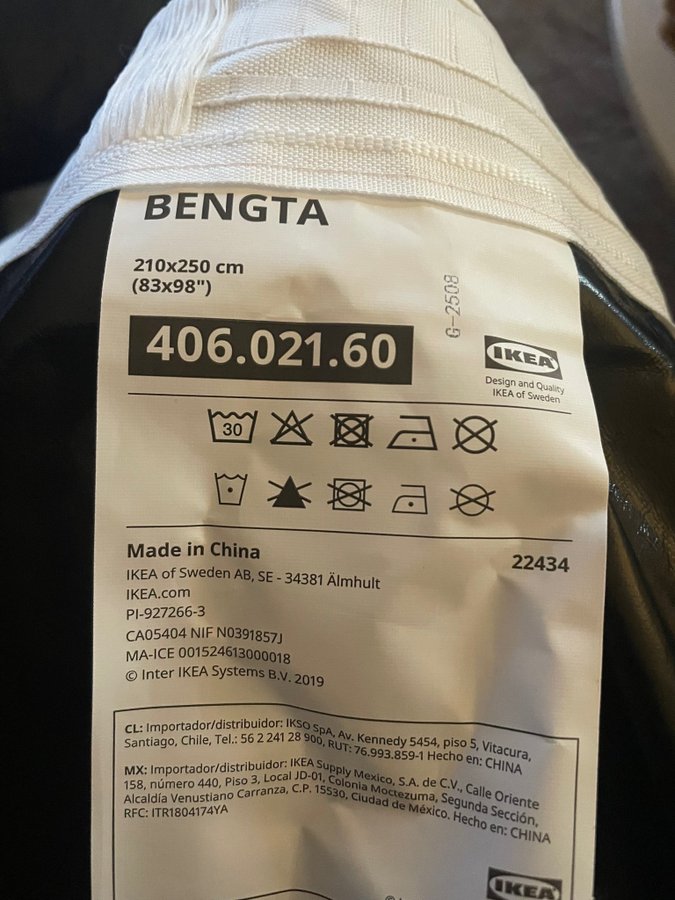 BENGTA
210x250 cm
(83x98")
G-2508
406.021.60
IKEA
Design and Quality
IKEA of Sweden
30
Made in China
22434
IKEA of Sweden AB, SE - 34381 Älmhult
IKEA.com
PI-927266-3
CA05404 NIF N0391857J
MA-ICE 001524613000018
© Inter IKEA Systems B.V. 2019
CL: Importador/distribuidor: IKSO SpA, Av. Kennedy 5454, piso 5, Vitacura,
Santiago, Chile, Tel.: 56 2 241 28 900, RUT: 76.993.859-1 Hecho en: CHINA
MX: Importador/distribuidor: IKEA Supply Mexico, S.A. de C.V., Calle Oriente
158, número 440, Piso 3, Local JD-01, Colonia Moctezuma, Segunda Sección,
Alcaldía Venustiano Carranza, C.P. 15530, Ciudad de México. Hecho en: CHINA
RFC: ITR1804174YA
IKEA